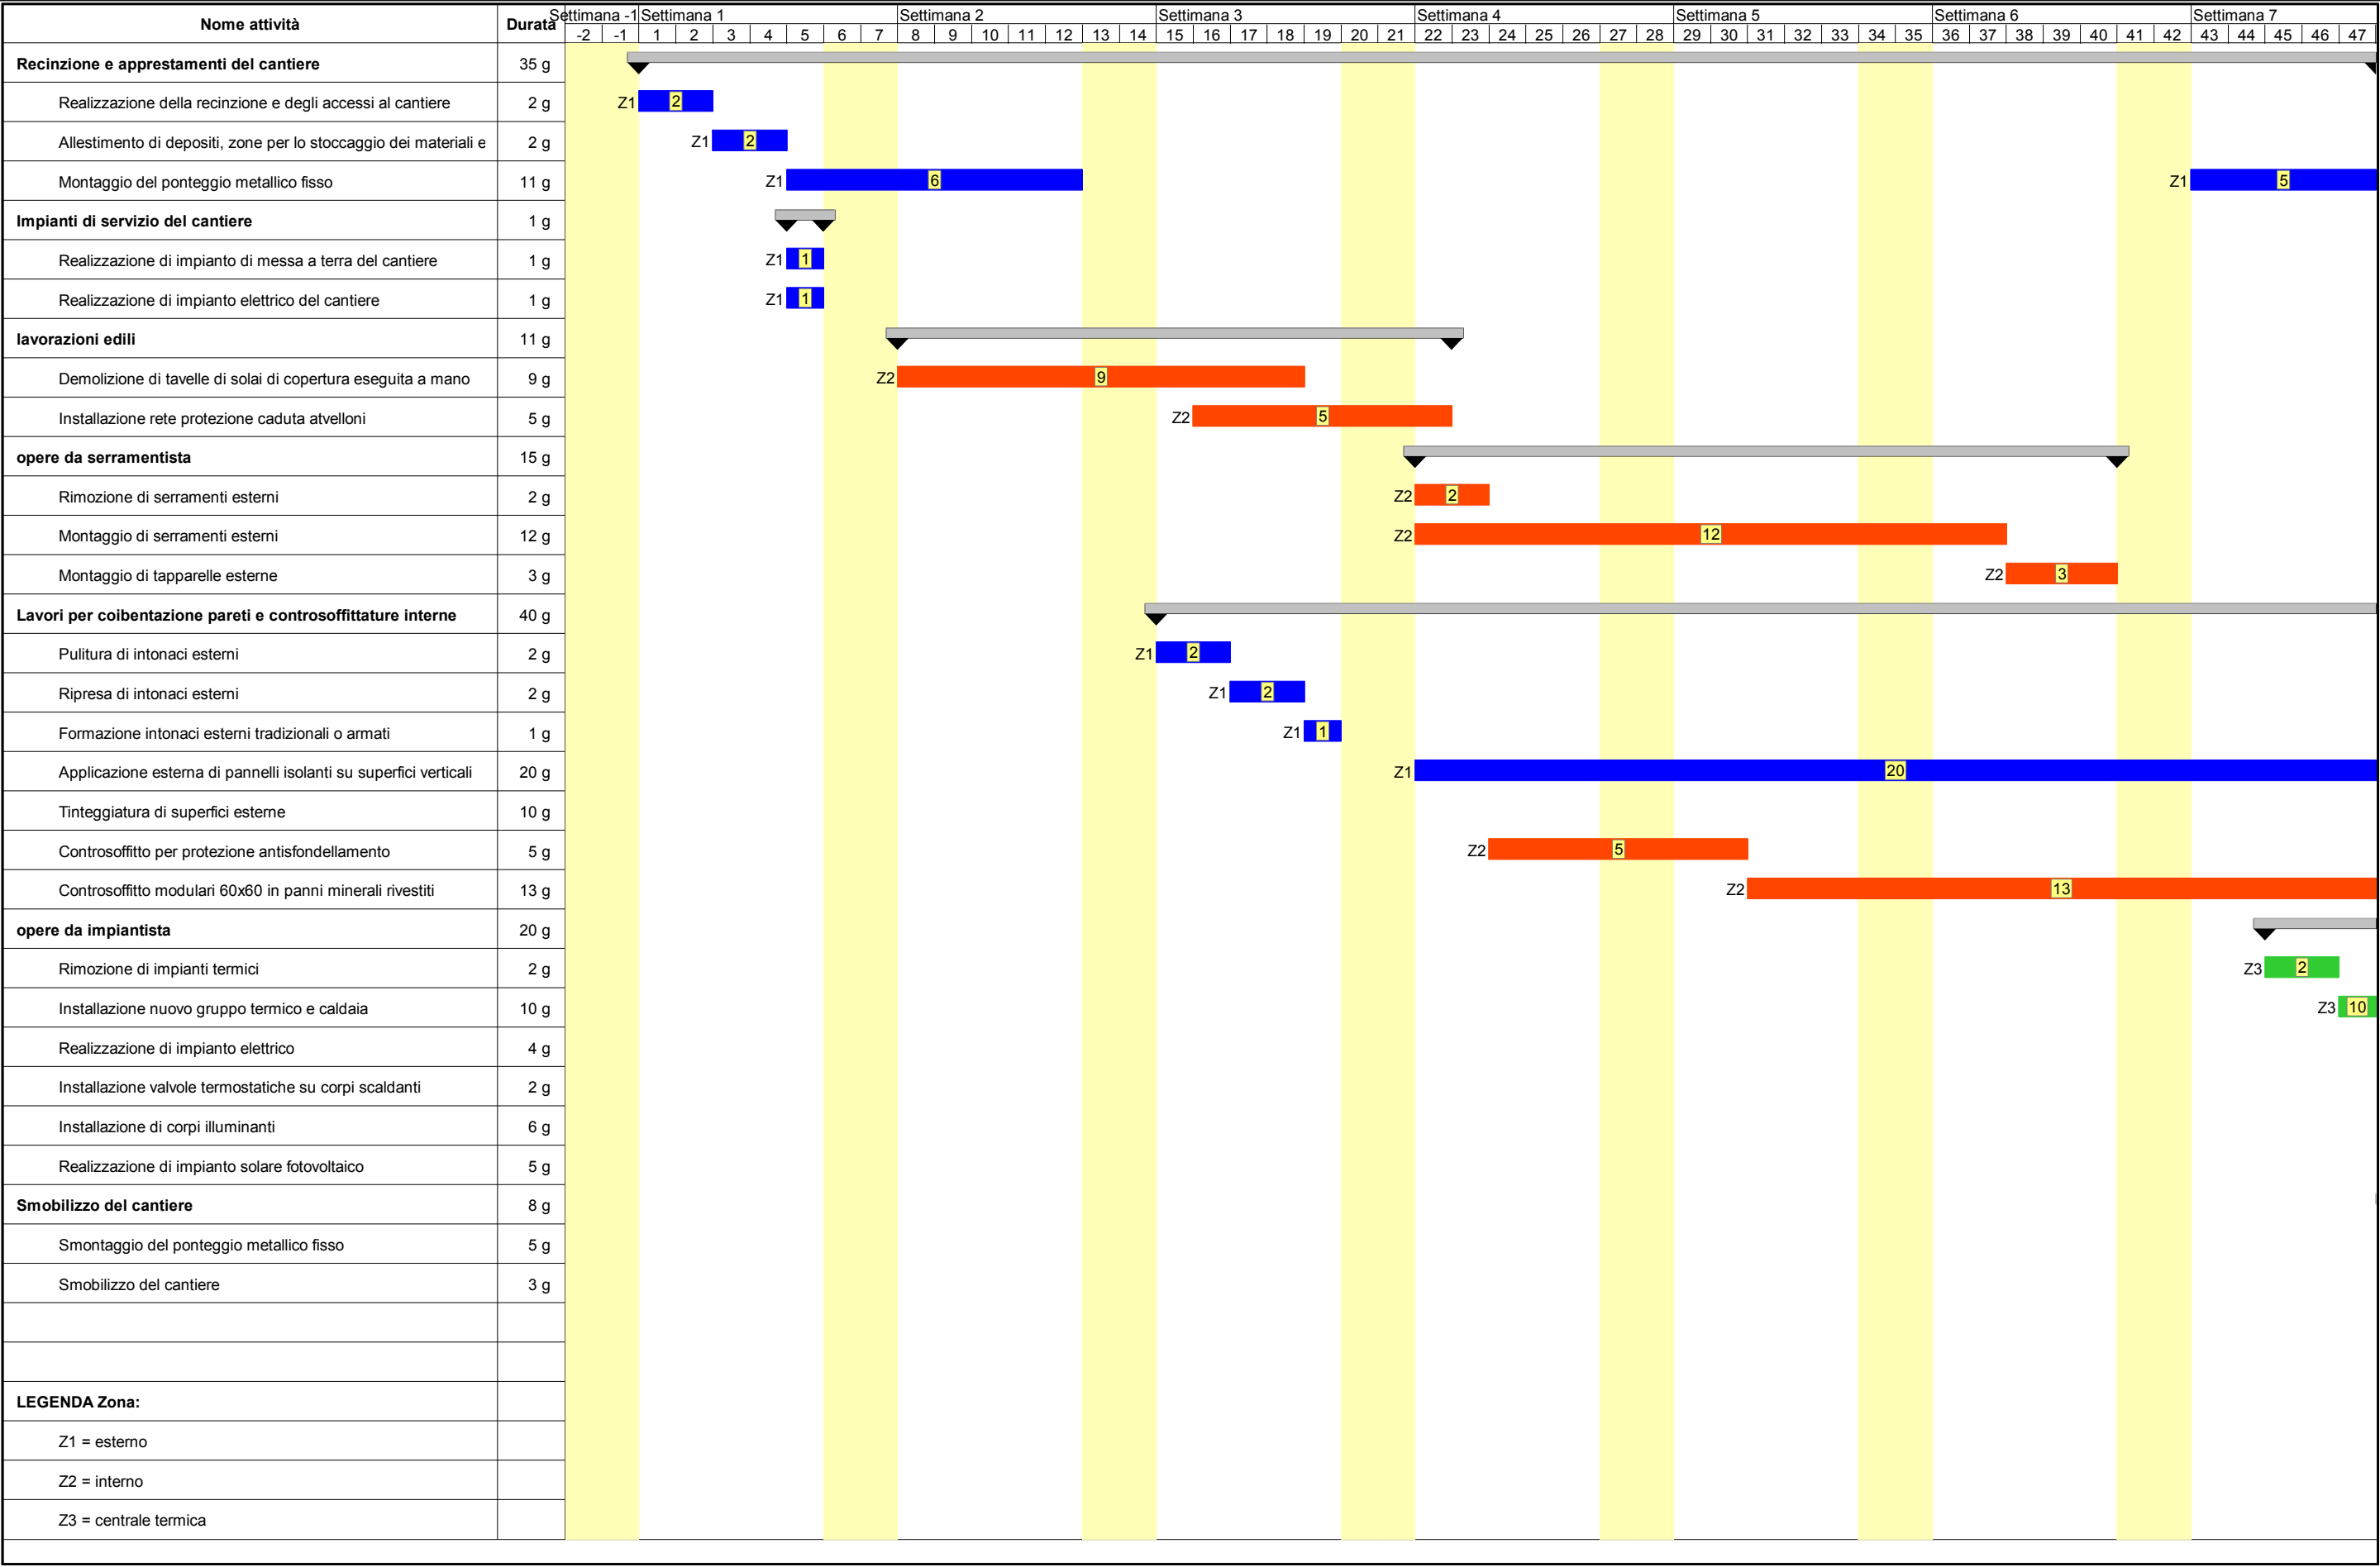 Nome attività Durata Settimana -1 Settimana 1 Settimana 2 Settimana 3 Settimana 4 Settimana 5 Settimana 6 Settimana 7
-2 -1 1 2 3 4 5 6 7 8 9 10 11 12 13 14 15 16 17 18 19 20 21 22 23 24 25 26 27 28 29 30 31 32 33 34 35 36 37 38 39 40 41 42 43 44 45 46 47
Recinzione e apprestamenti del cantiere 35 g
Realizzazione della recinzione e degli accessi al cantiere 2 g Z1 2
Allestimento di depositi, zone per lo stoccaggio dei materiali e 2 g Z1 2
Montaggio del ponteggio metallico fisso 11 g Z1 6 Z1 5
Impianti di servizio del cantiere 1 g
Realizzazione di impianto di messa a terra del cantiere 1 g Z1 1
Realizzazione di impianto elettrico del cantiere 1 g Z1 1
lavorazioni edili 11 g
Demolizione di tavelle di solai di copertura eseguita a mano 9 g Z2 9
Installazione rete protezione caduta atvelloni 5 g Z2 5
opere da serramentista 15 g
Rimozione di serramenti esterni 2 g Z2 2
Montaggio di serramenti esterni 12 g Z2 12
Montaggio di tapparelle esterne 3 g Z2 3
Lavori per coibentazione pareti e controsoffittature interne 40 g
Pulitura di intonaci esterni 2 g Z1 2
Ripresa di intonaci esterni 2 g Z1 2
Formazione intonaci esterni tradizionali o armati 1 g Z1 1
Applicazione esterna di pannelli isolanti su superfici verticali 20 g Z1 20
Tinteggiatura di superfici esterne 10 g
Controsoffitto per protezione antisfondellamento 5 g Z2 5
Controsoffitto modulari 60x60 in panni minerali rivestiti 13 g Z2 13
opere da impiantista 20 g
Rimozione di impianti termici 2 g Z3 2
Installazione nuovo gruppo termico e caldaia 10 g Z3 10
Realizzazione di impianto elettrico 4 g
Installazione valvole termostatiche su corpi scaldanti 2 g
Installazione di corpi illuminanti 6 g
Realizzazione di impianto solare fotovoltaico 5 g
Smobilizzo del cantiere 8 g
Smontaggio del ponteggio metallico fisso 5 g
Smobilizzo del cantiere 3 g
LEGENDA Zona:
Z1 = esterno
Z2 = interno
Z3 = centrale termica